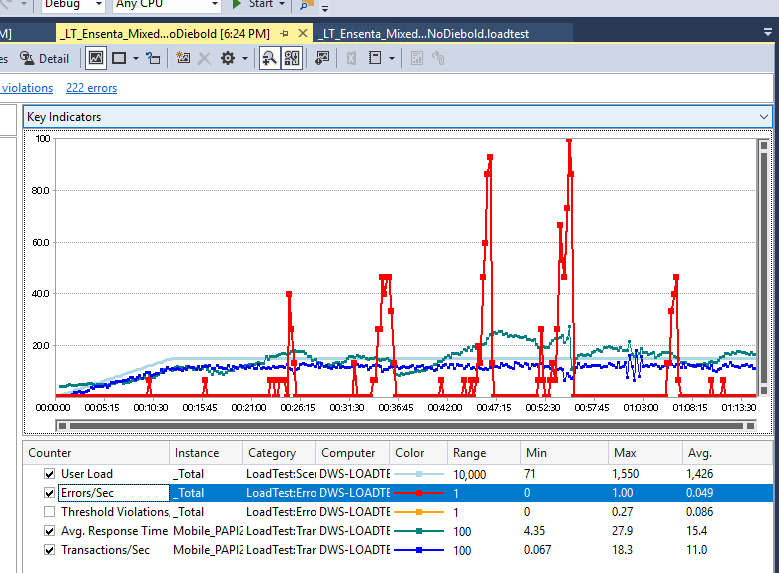 Debug Any CPU Start
M] _LT_Ensenta_Mixed...oDiebold [6:24 PM] _LT_Ensenta_Mixed...NoDiebold.loadtest
es Detail
violations 222 errors
Key Indicators
100
80.0
60.0
40.0
20.0
00:00:00 00:05:15 00:10:30 00:15:45 00:21:00 00:26:15 00:31:30 00:36:45 00:42:00 00:47:15 00:52:30 00:57:45 01:03:00 01:08:15 01:13:30
Counter Instance Category Computer Color Range Min Max Avg.
User Load _Total LoadTest:Scer DWS-LOADTE 10,000 71 1,550 1,426
Errors/Sec _Total LoadTest:Erro DWS-LOADTE 1 0 1.00 0.049
Threshold Violations, _Total LoadTest:Erro DWS-LOADTE 1 0 0.27 0.086
Avg. Response Time Mobile_PAPI2 LoadTest:Trar DWS-LOADTE 100 4.35 27.9 15.4
Transactions/Sec Mobile_PAPI2 LoadTest:Trar DWS-LOADTE 100 0.067 18.3 11.0